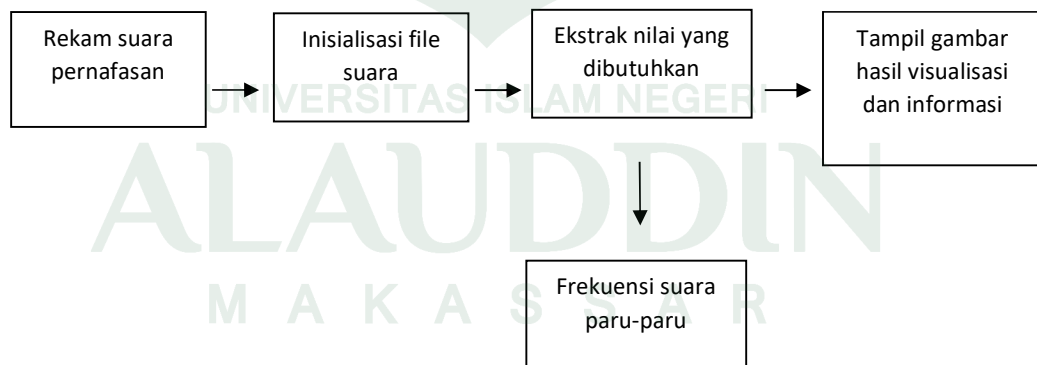 Rekam suara
pernafasan
Inisialisasi file
suara
Ekstrak nilai yang
dibutuhkan
Tampil gambar
hasil visualisasi
dan informasi
UNIVERSITAS ISLAM NEGERI
ALAUDDIN
Frekuensi suara
paru-paru
MAKASSAR